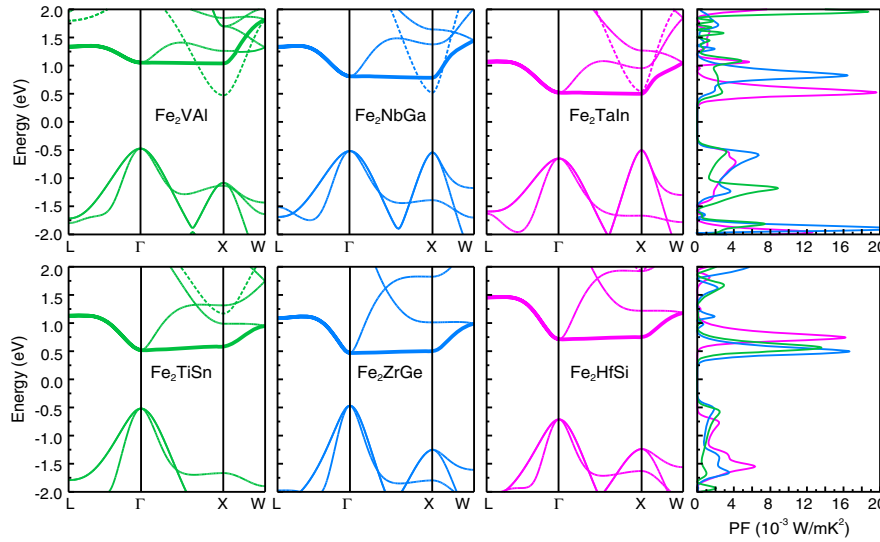 2.0
1.5
1.0
0.5
0.0
-0.5
-1.0
-1.5
-2.0
Energy (eV)
Fe2VAl
Fe2NbGa
Fe2TaIn
L Γ X W
L Γ X W
L Γ X W
0 4 8 12 16 20
2.0
1.5
1.0
0.5
0.0
-0.5
-1.0
-1.5
-2.0
Energy (eV)
Fe2TiSn
Fe2ZrGe
Fe2HfSi
L Γ X W
L Γ X W
L Γ X W
0 4 8 12 16
PF (10-3 W/mK2)